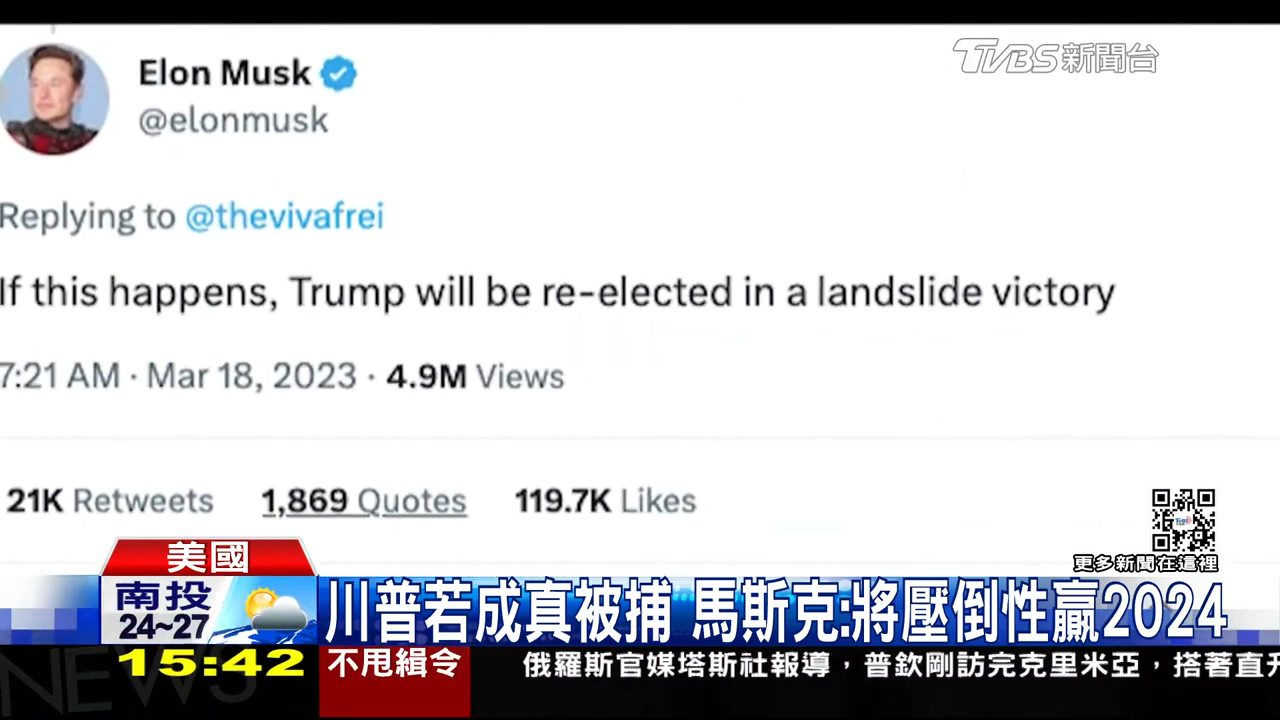 Elon Musk
TVBS新聞台
@elonmusk
Replying to @thevivafrei
If this happens, Trump will be re-elected in a landslide victory
7:21 AM · Mar 18, 2023 · 4.9M Views
21K Retweets 1,869 Quotes 119.7K Likes
更多新聞在這裡
美國
南投
24~27
川普若成真被捕 馬斯克:將壓倒性贏2024
15:42
不甩緝令
俄羅斯官媒塔斯社報導，普欽剛訪完克里米亞，搭著直升
NEWS